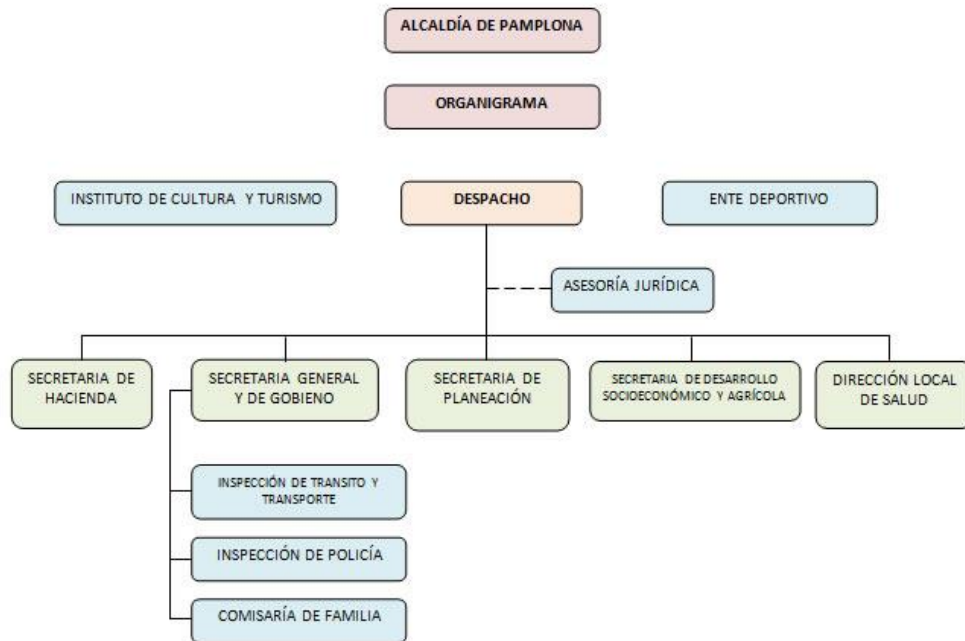 ALCALDÍA DE PAMPLONA
ORGANIGRAMA
INSTITUTO DE CULTURA Y TURISMO
DESPACHO
ENTE DEPORTIVO
ASESORÍA JURÍDICA
SECRETARIA DE
HACIENDA
SECRETARIA GENERAL
Y DE GOBIENO
SECRETARIA DE
PLANEACIÓN
SECRETARIA DE DESARROLLO
SOCIOECONÓMICO Y AGRÍCOLA
DIRECCIÓN LOCAL
DE SALUD
INSPECCIÓN DE TRANSITO Y
TRANSPORTE
INSPECCIÓN DE POLICÍA
COMISARÍA DE FAMILIA